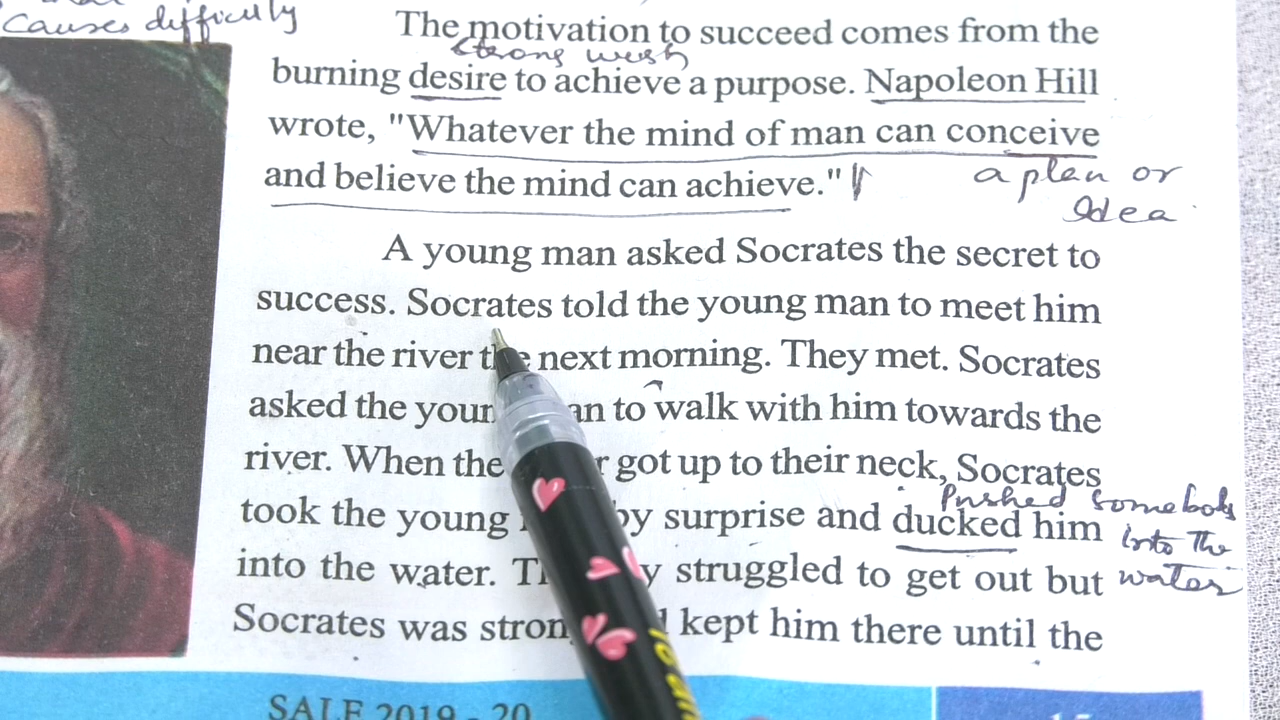 causes difficulty
The motivation to succeed comes from the
strong wish
burning desire to achieve a purpose. Napoleon Hill
wrote, "Whatever the mind of man can conceive
and believe the mind can achieve."
a plan or
Idea
A young man asked Socrates the secret to
success. Socrates told the young man to meet him
near the river the next morning. They met. Socrates
asked the young man to walk with him towards the
river. When the got up to their neck, Socrates
Pushed somebody
took the young by surprise and ducked him
into the
into the water. struggled to get out but
water
Socrates was strong kept him there until the
SALE 2019 - 20
15